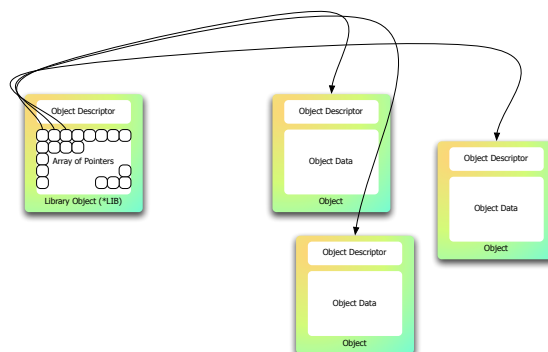 Object Descriptor
Array of Pointers
Library Object (*LIB)
Object Descriptor
Object Data
Object
Object Descriptor
Object Data
Object
Object Descriptor
Object Data
Object